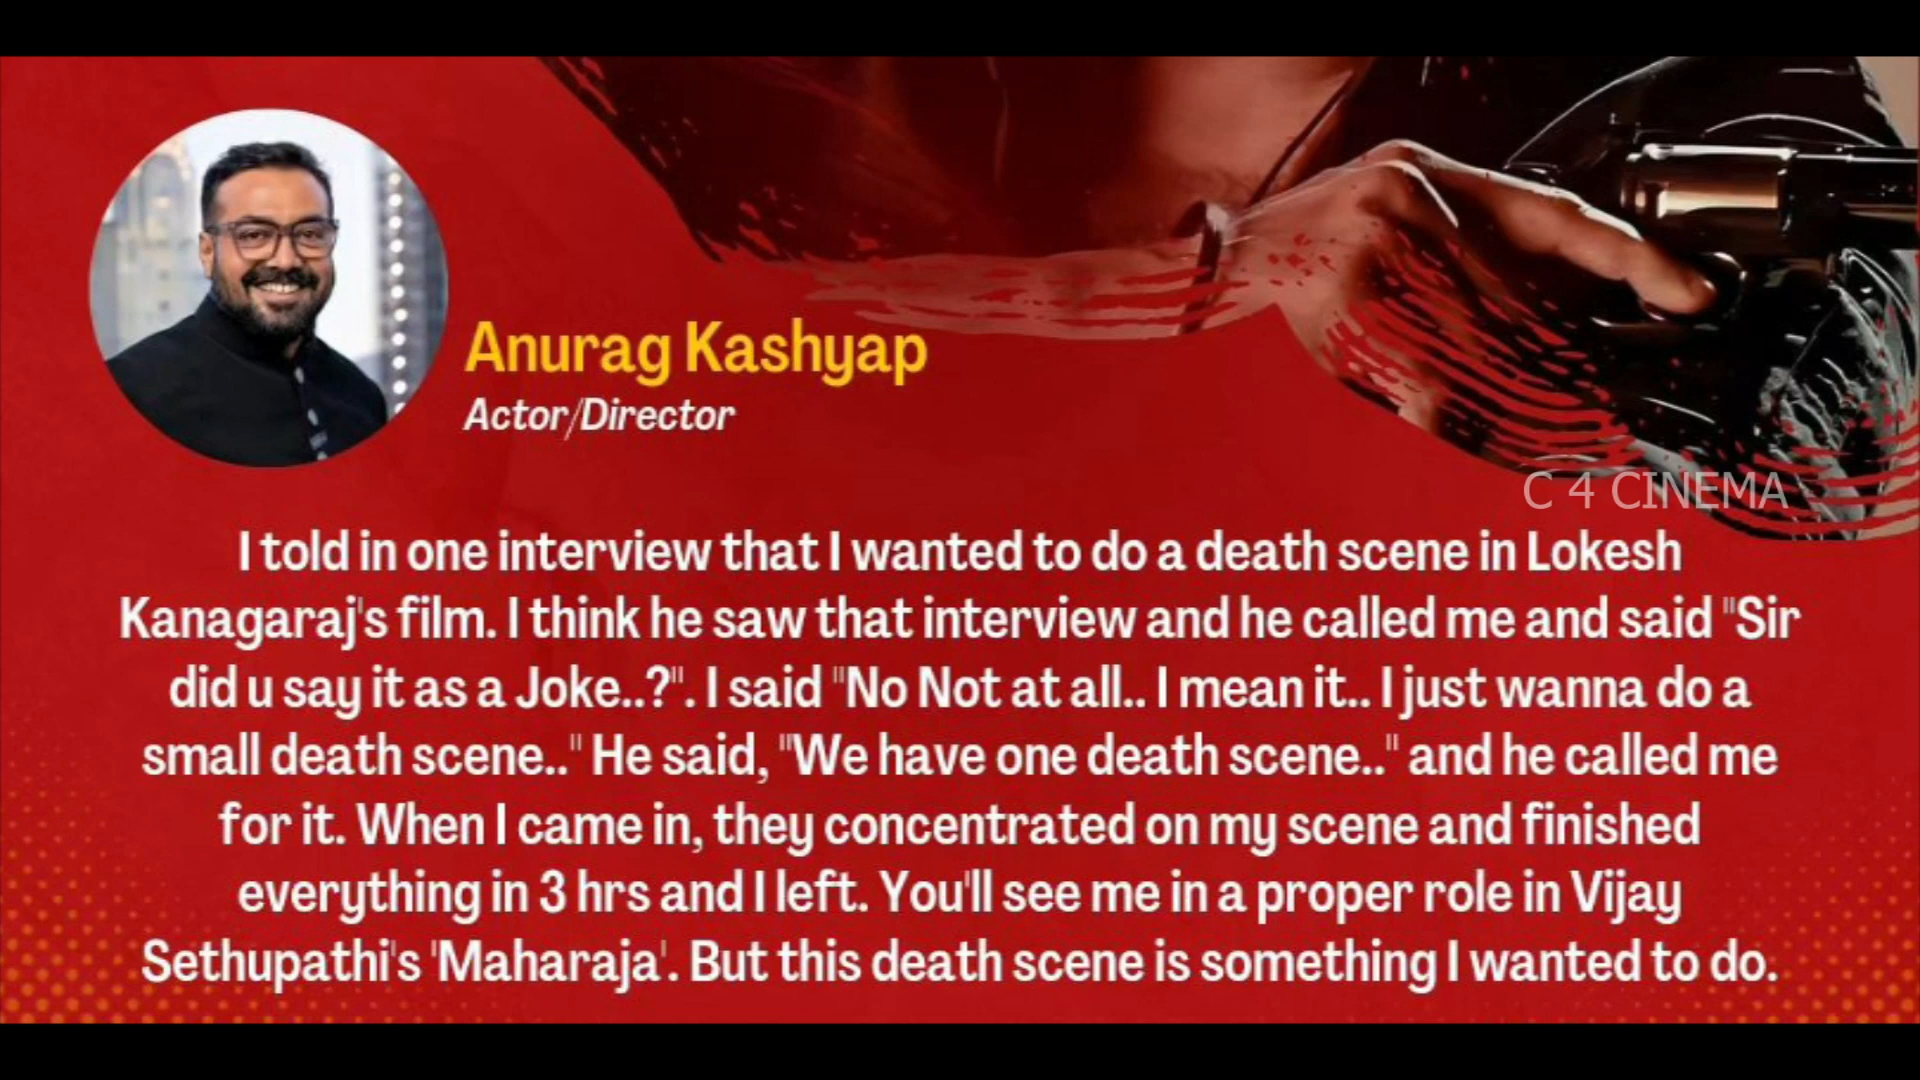 Anurag Kashyap
Actor/Director
C 4 CINEMA
I told in one interview that I wanted to do a death scene in Lokesh
Kanagaraj's film. I think he saw that interview and he called me and said "Sir
did u say it as a Joke..?". I said "No Not at all.. I mean it.. I just wanna do a
small death scene.." He said, "We have one death scene.." and he called me
for it. When I came in, they concentrated on my scene and finished
everything in 3 hrs and I left. You'll see me in a proper role in Vijay
Sethupathi's 'Maharaja'. But this death scene is something I wanted to do.